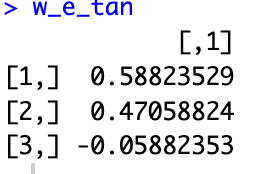 > w_e_tan
[,1]
[1,] 0.58823529
[2,] 0.47058824
[3,] -0.05882353